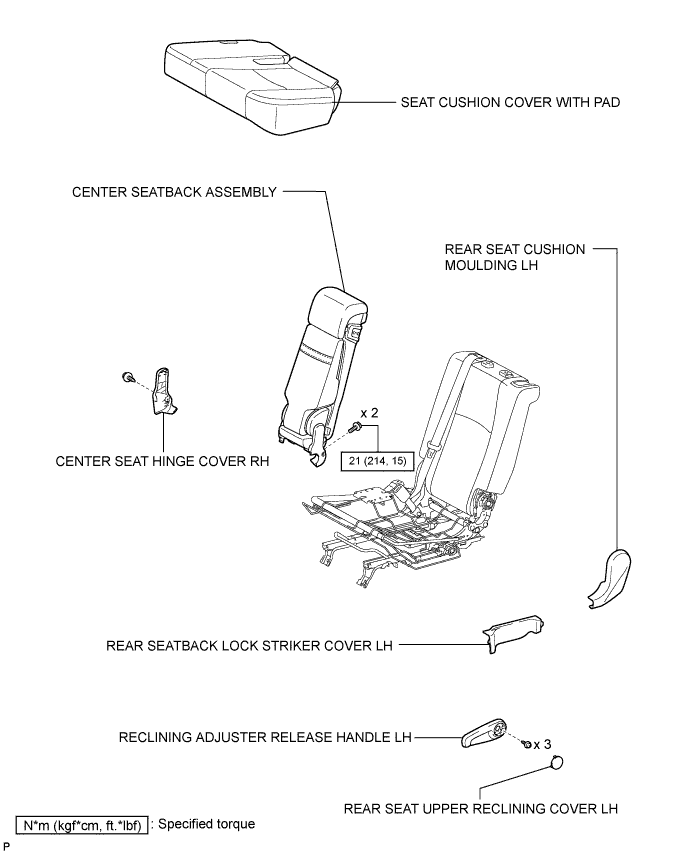 SEAT CUSHION COVER WITH PAD
CENTER SEATBACK ASSEMBLY
REAR SEAT CUSHION
MOULDING LH
x 2
21 (214, 15)
CENTER SEAT HINGE COVER RH
REAR SEATBACK LOCK STRIKER COVER LH
RECLINING ADJUSTER RELEASE HANDLE LH
x 3
REAR SEAT UPPER RECLINING COVER LH
N*m (kgf*cm, ft.*lbf) : Specified torque
P